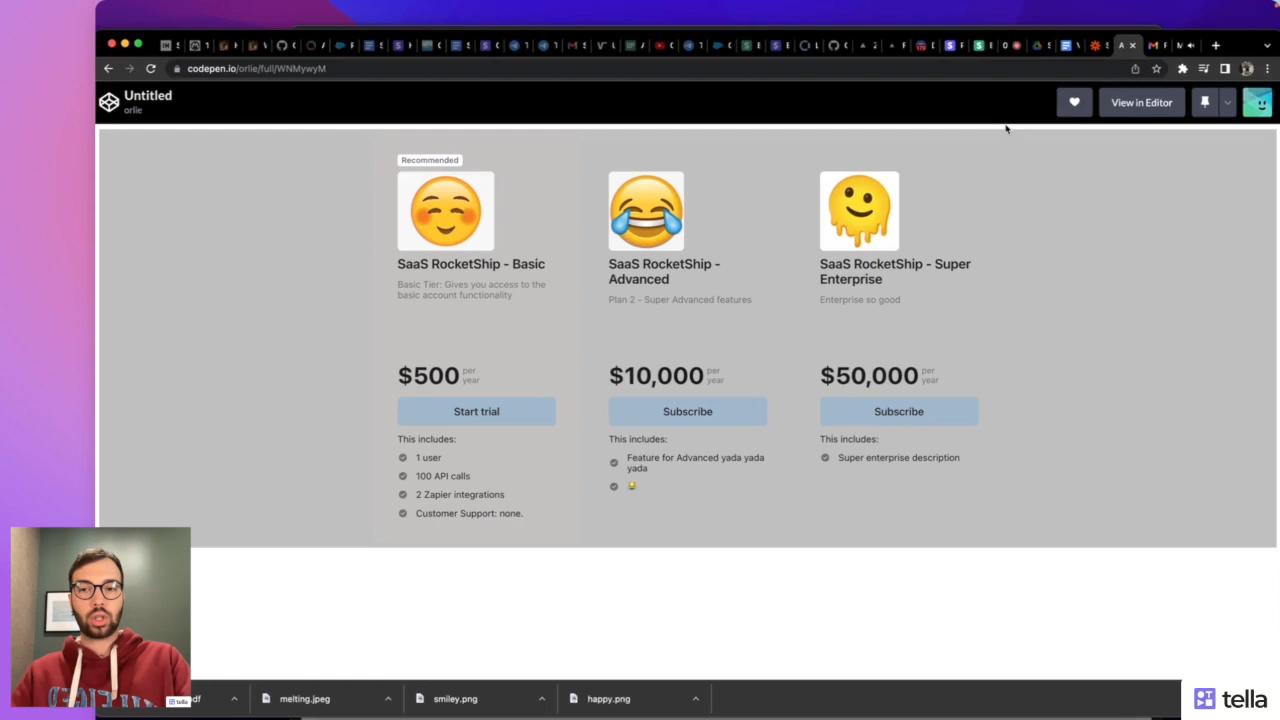 codepen.io/orlie/full/WNMywyM
Untitled
orlie
View in Editor
Recommended
SaaS RocketShip - Basic
Basic Tier: Gives you access to the
basic account functionality
$500 per
year
Start trial
This includes:
1 user
100 API calls
2 Zapier integrations
Customer Support: none.
SaaS RocketShip -
Advanced
Plan 2 - Super Advanced features
$10,000 per
year
Subscribe
This includes:
Feature for Advanced yada yada
yada
SaaS RocketShip - Super
Enterprise
Enterprise so good
$50,000 per
year
Subscribe
This includes:
Super enterprise description
tella
df
melting.jpeg
smiley.png
happy.png
tella